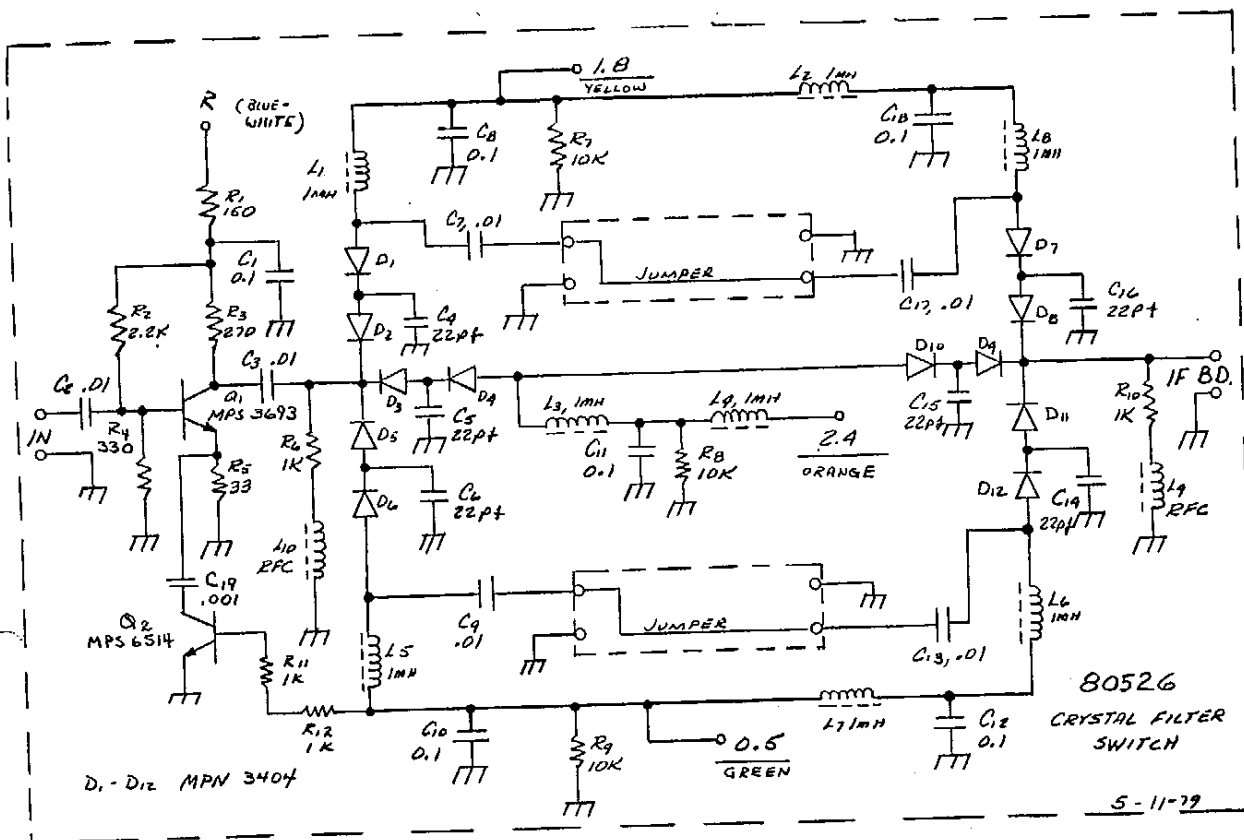 R (BLUE-
WHITE)
1.8
YELLOW
L2 1MH
C8
0.1
R7
10K
C18
0.1
L8
1MH
L1
1MH
R1
160
C1
0.1
C7, .01
D1
D7
JUMPER
C17, .01
C16
22pf
R2
2.2K
R3
270
D2
C4
22pf
D8
C3 .01
D10
D9
IF BD.
C2 .01
Q1
MPS 3693
D3
D4
L3, 1MH
L4, 1MH
R10
1K
IN
R4
330
C5
22pf
C15
22pf
D11
R6
1K
D5
C11
0.1
R8
10K
2.4
ORANGE
R5
33
D6
C6
22pf
D12
C14
22pf
L9
RFC
L10
RFC
C19
.001
C9
.01
JUMPER
L6
1MH
Q2
MPS 6514
C13, .01
R11
1K
L5
1MH
80526
CRYSTAL FILTER
SWITCH
R12
1K
C10
0.1
R9
10K
L7 1MH
C12
0.1
0.5
GREEN
D1 - D12 MPN 3404
5-11-79